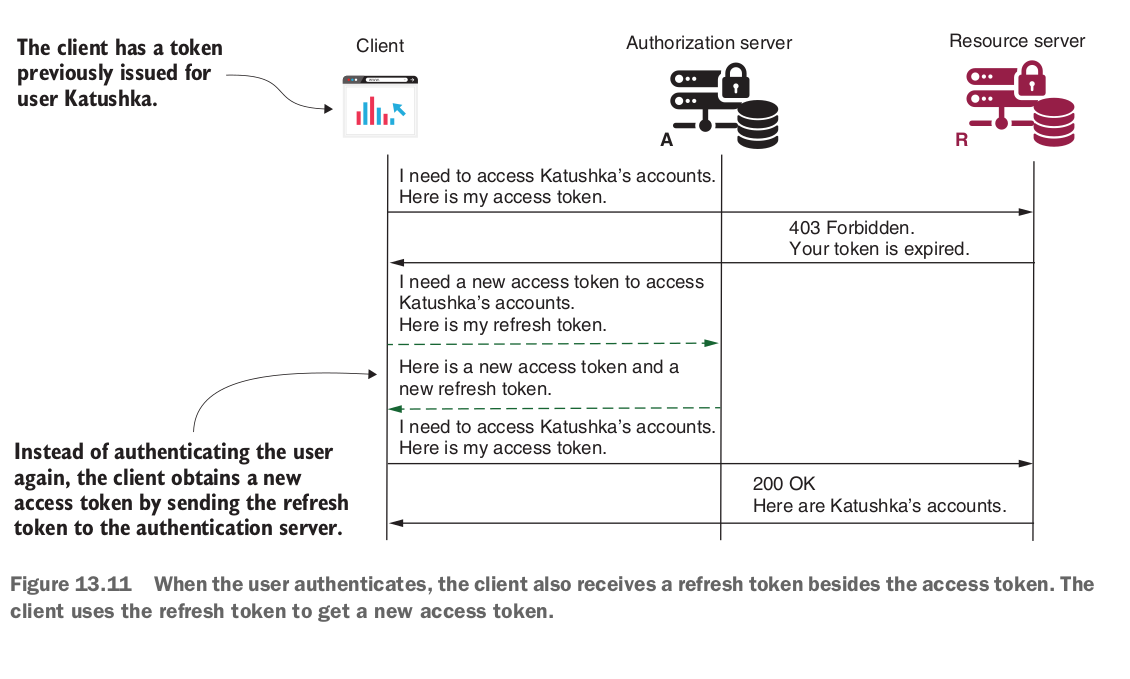 The client has a token
previously issued for
user Katushka.
Client
Authorization server
Resource server
A
R
I need to access Katushka’s accounts.
Here is my access token.
403 Forbidden.
Your token is expired.
I need a new access token to access
Katushka’s accounts.
Here is my refresh token.
Here is a new access token and a
new refresh token.
I need to access Katushka’s accounts.
Here is my access token.
Instead of authenticating the user
again, the client obtains a new
access token by sending the refresh
token to the authentication server.
200 OK
Here are Katushka’s accounts.
Figure 13.11 When the user authenticates, the client also receives a refresh token besides the access token. The
client uses the refresh token to get a new access token.